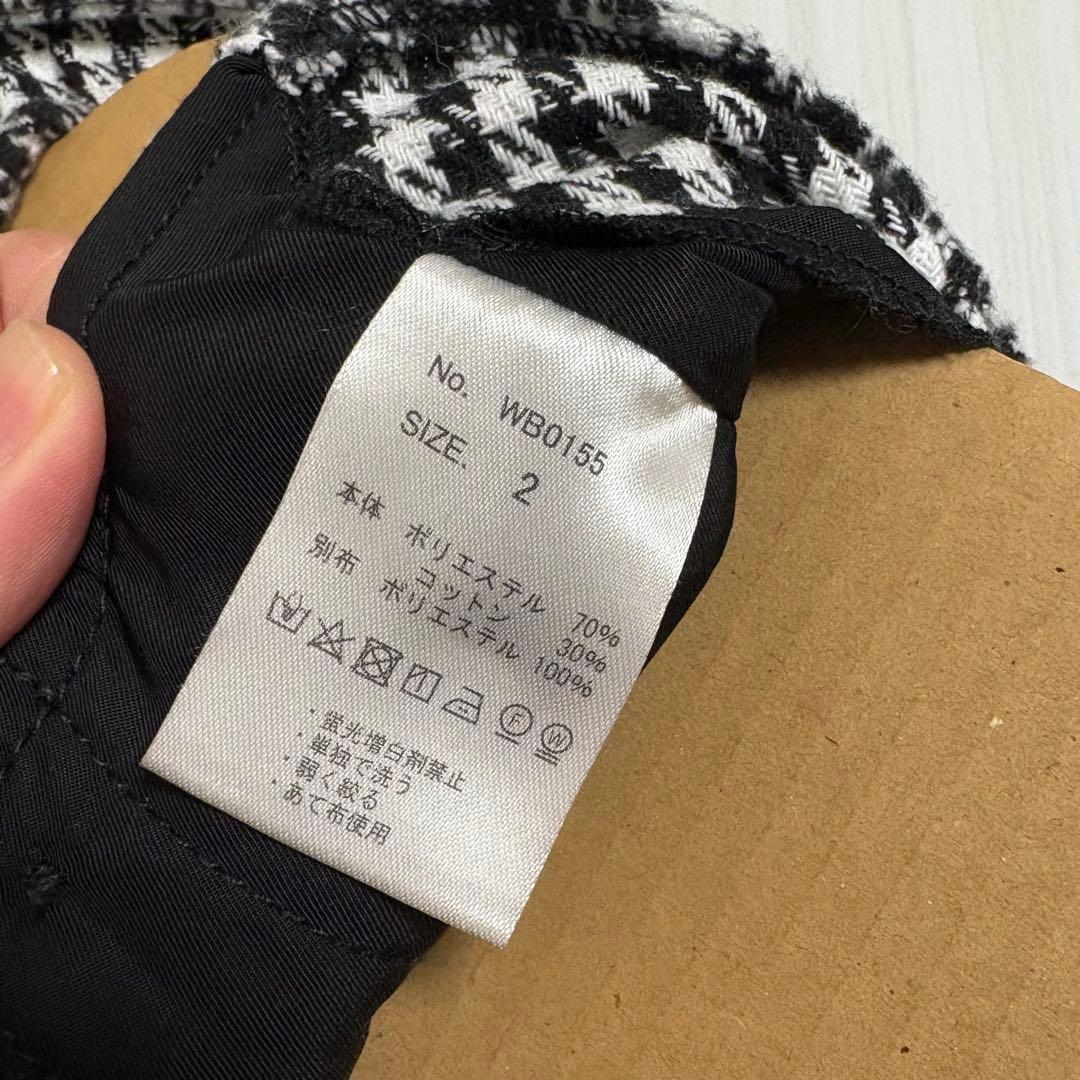 No. WB0155
SIZE. 2
本体 ポリエステル 70%
コットン 30%
別布 ポリエステル 100%
F W
・蛍光増白剤禁止
・単独で洗う
・弱く絞る
・あて布使用